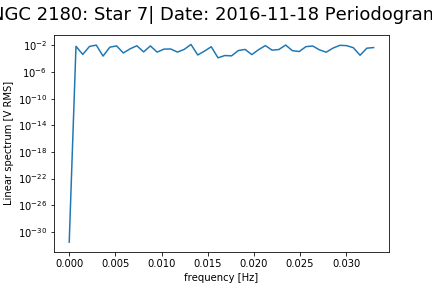 NGC 2180: Star 7| Date: 2016-11-18 Periodogram
10⁻²
10⁻⁶
10⁻¹⁰
10⁻¹⁴
10⁻¹⁸
10⁻²²
10⁻²⁶
10⁻³⁰
Linear spectrum [V RMS]
0.000 0.005 0.010 0.015 0.020 0.025 0.030
frequency [Hz]